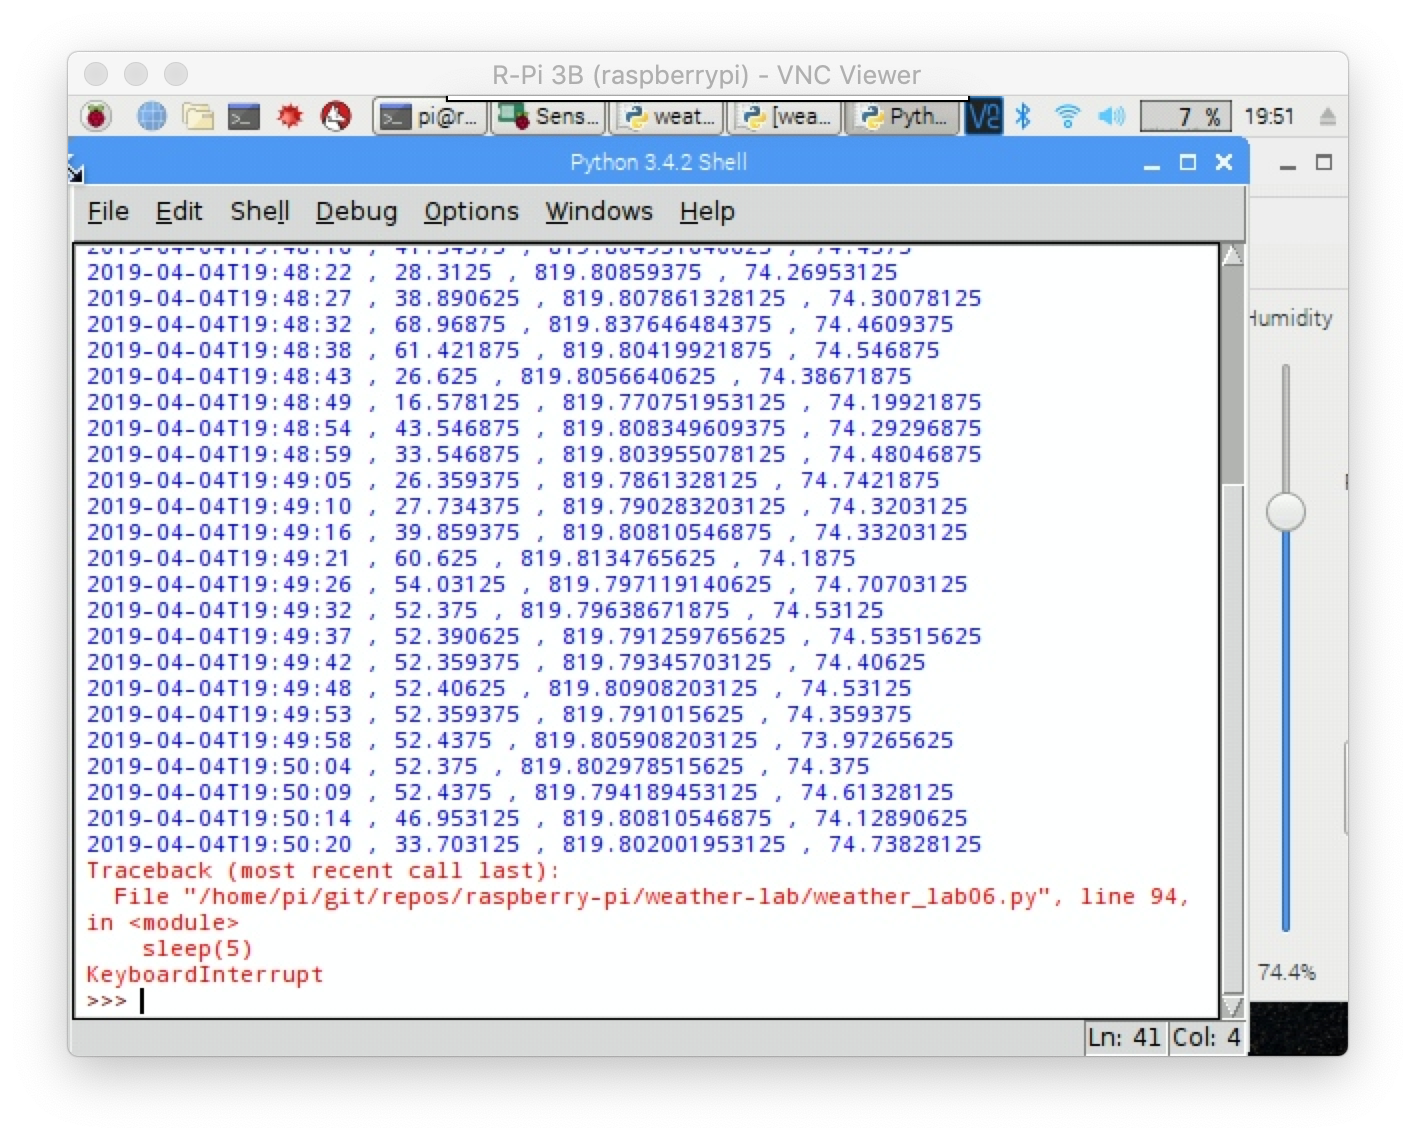 R-Pi 3B (raspberrypi) - VNC Viewer
pi@r... Sens... weat... [wea... Pyth... V2 7 % 19:51
Python 3.4.2 Shell
File Edit Shell Debug Options Windows Help
2019-04-04T19:48:22 , 28.3125 , 819.80859375 , 74.26953125
2019-04-04T19:48:27 , 38.890625 , 819.807861328125 , 74.30078125
2019-04-04T19:48:32 , 68.96875 , 819.837646484375 , 74.4609375
2019-04-04T19:48:38 , 61.421875 , 819.80419921875 , 74.546875
2019-04-04T19:48:43 , 26.625 , 819.8056640625 , 74.38671875
2019-04-04T19:48:49 , 16.578125 , 819.770751953125 , 74.19921875
2019-04-04T19:48:54 , 43.546875 , 819.808349609375 , 74.29296875
2019-04-04T19:48:59 , 33.546875 , 819.803955078125 , 74.48046875
2019-04-04T19:49:05 , 26.359375 , 819.7861328125 , 74.7421875
2019-04-04T19:49:10 , 27.734375 , 819.790283203125 , 74.3203125
2019-04-04T19:49:16 , 39.859375 , 819.80810546875 , 74.33203125
2019-04-04T19:49:21 , 60.625 , 819.8134765625 , 74.1875
2019-04-04T19:49:26 , 54.03125 , 819.797119140625 , 74.70703125
2019-04-04T19:49:32 , 52.375 , 819.79638671875 , 74.53125
2019-04-04T19:49:37 , 52.390625 , 819.791259765625 , 74.53515625
2019-04-04T19:49:42 , 52.359375 , 819.79345703125 , 74.40625
2019-04-04T19:49:48 , 52.40625 , 819.80908203125 , 74.53125
2019-04-04T19:49:53 , 52.359375 , 819.791015625 , 74.359375
2019-04-04T19:49:58 , 52.4375 , 819.805908203125 , 73.97265625
2019-04-04T19:50:04 , 52.375 , 819.802978515625 , 74.375
2019-04-04T19:50:09 , 52.4375 , 819.794189453125 , 74.61328125
2019-04-04T19:50:14 , 46.953125 , 819.80810546875 , 74.12890625
2019-04-04T19:50:20 , 33.703125 , 819.802001953125 , 74.73828125
Traceback (most recent call last):
  File "/home/pi/git/repos/raspberry-pi/weather-lab/weather_lab06.py", line 94,
in <module>
    sleep(5)
KeyboardInterrupt
>>>
Ln: 41 Col: 4
Humidity
74.4%